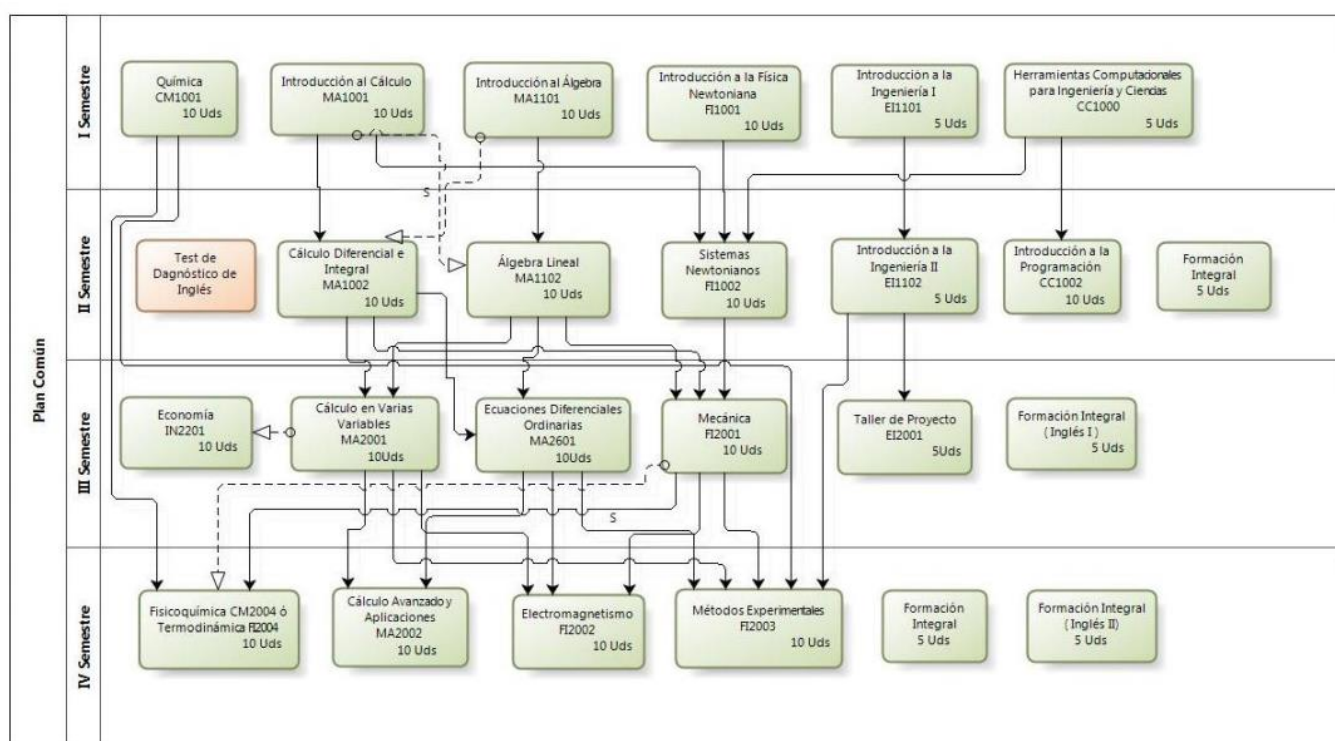 Plan Común
I Semestre
Química
CM1001
10 Uds
Introducción al Cálculo
MA1001
10 Uds
Introducción al Álgebra
MA1101
10 Uds
Introducción a la Física
Newtoniana
FI1001
10 Uds
Introducción a la
Ingeniería I
EI1101
5 Uds
Herramientas Computacionales
para Ingeniería y Ciencias
CC1000
5 Uds
S
II Semestre
Test de
Dagnóstico de
Inglés
Cálculo Diferencial e
Integral
MA1002
10 Uds
Álgebra Lineal
MA1102
10 Uds
Sistemas
Newtonianos
FI1002
10 Uds
Introducción a la
Ingeniería II
EI1102
5 Uds
Introducción a la
Programación
CC1002
10 Uds
Formación
Integral
5 Uds
III Semestre
Economía
IN2201
10 Uds
Cálculo en Varias
Variables
MA2001
10Uds
Ecuaciones Diferenciales
Ordinarias
MA2601
10Uds
Mecánica
FI2001
10 Uds
Taller de Proyecto
EI2001
5Uds
Formación Integral
( Inglés I )
5 Uds
S
IV Semestre
Fisicoquímica CM2004 ó
Termodinámica FI2004
10 Uds
Cálculo Avanzado y
Aplicaciones
MA2002
10 Uds
Electromagnetismo
FI2002
10 Uds
Métodos Experimentales
FI2003
10 Uds
Formación
Integral
5 Uds
Formación Integral
( Inglés II)
5 Uds